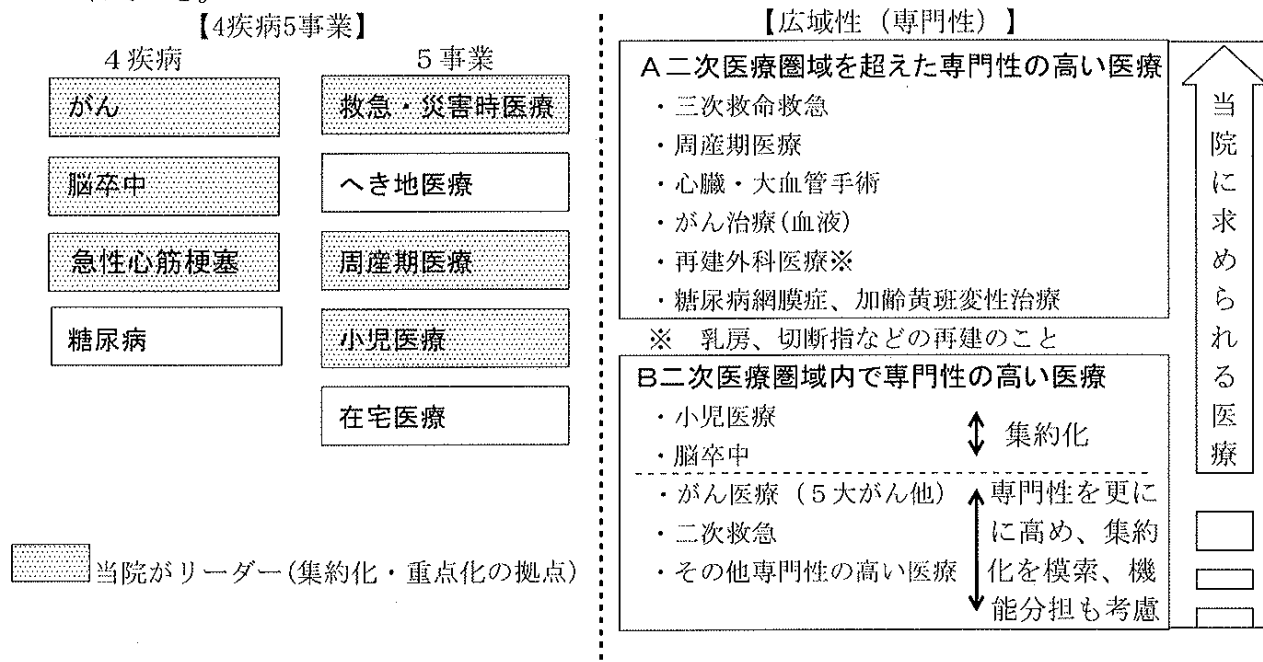 【4疾病5事業】
4疾病
5事業
がん
救急・災害時医療
脳卒中
へき地医療
急性心筋梗塞
周産期医療
糖尿病
小児医療
在宅医療
当院がリーダー(集約化・重点化の拠点)
【広域性（専門性）】
A二次医療圏域を超えた専門性の高い医療
・三次救命救急
・周産期医療
・心臓・大血管手術
・がん治療(血液)
・再建外科医療※
・糖尿病網膜症、加齢黄斑変性治療
※　乳房、切断指などの再建のこと
B二次医療圏域内で専門性の高い医療
・小児医療
・脳卒中
集約化
・がん医療（５大がん他）
・二次救急
・その他専門性の高い医療
専門性を更に
に高め、集約
化を模索、機
能分担も考慮
当院に求められる医療